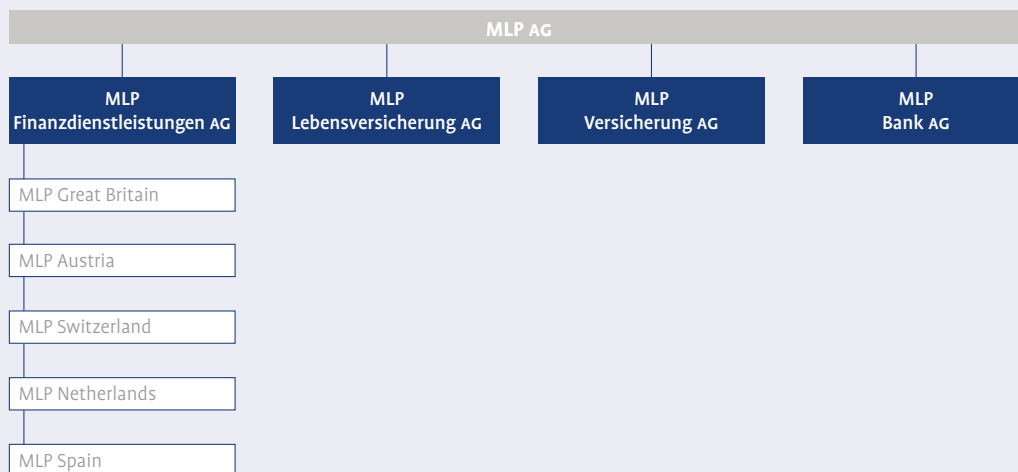 MLP AG
MLP
Finanzdienstleistungen AG
MLP
Lebensversicherung AG
MLP
Versicherung AG
MLP
Bank AG
MLP Great Britain
MLP Austria
MLP Switzerland
MLP Netherlands
MLP Spain